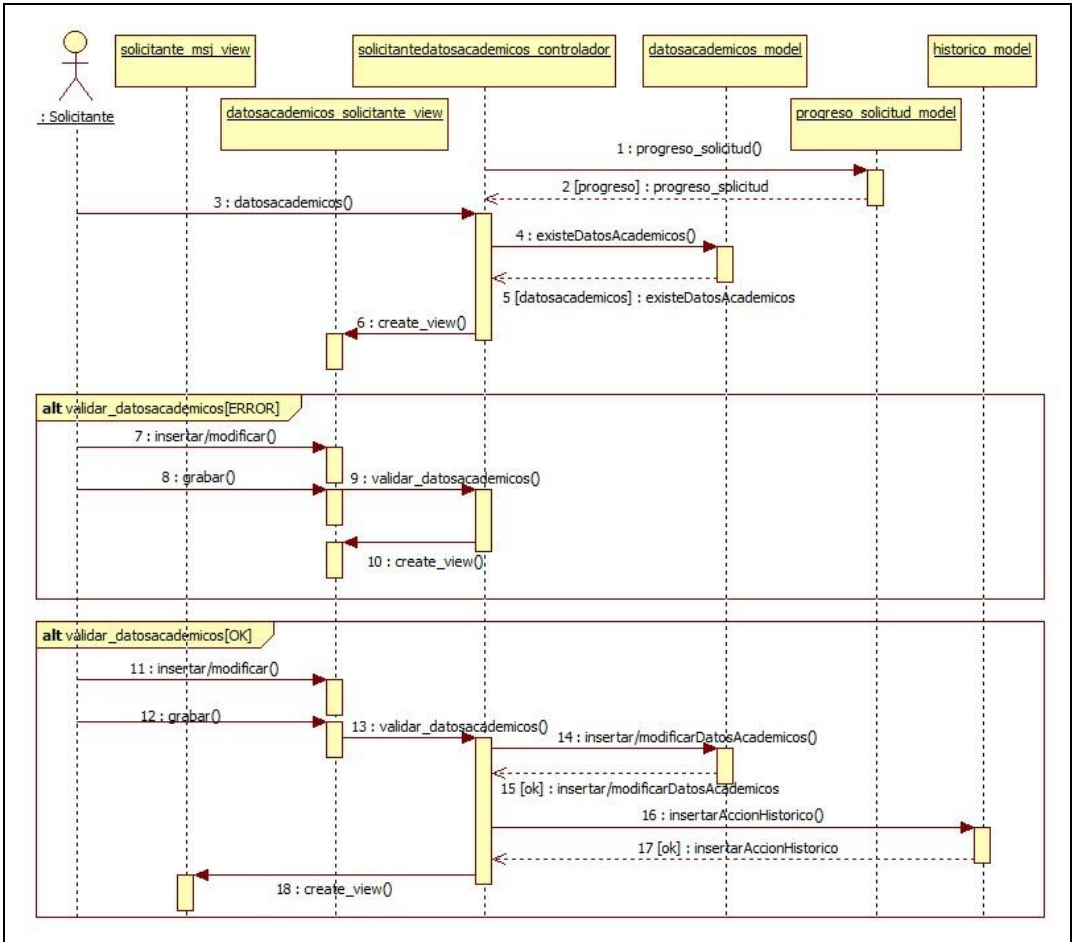 solicitante_msj_view
solicitantedatosacademicos_controlador
datosacademicos_model
historico_model
: Solicitante
datosacademicos_solicitante_view
progreso_solicitud_model
1 : progreso_solicitud()
2 [progreso] : progreso_splicitud
3 : datosacademicos()
4 : existeDatosAcademicos()
5 [datosacademicos] : existeDatosAcademicos
6 : create_view()
alt validar_datosacademicos[ERROR]
7 : insertar/modificar()
8 : grabar()
9 : validar_datosacademicos()
10 : create_view()
alt validar_datosacademicos[OK]
11 : insertar/modificar()
12 : grabar()
13 : validar_datosacademicos()
14 : insertar/modificarDatosAcademicos()
15 [ok] : insertar/modificarDatosAcademicos
16 : insertarAccionHistorico()
17 [ok] : insertarAccionHistorico
18 : create_view()